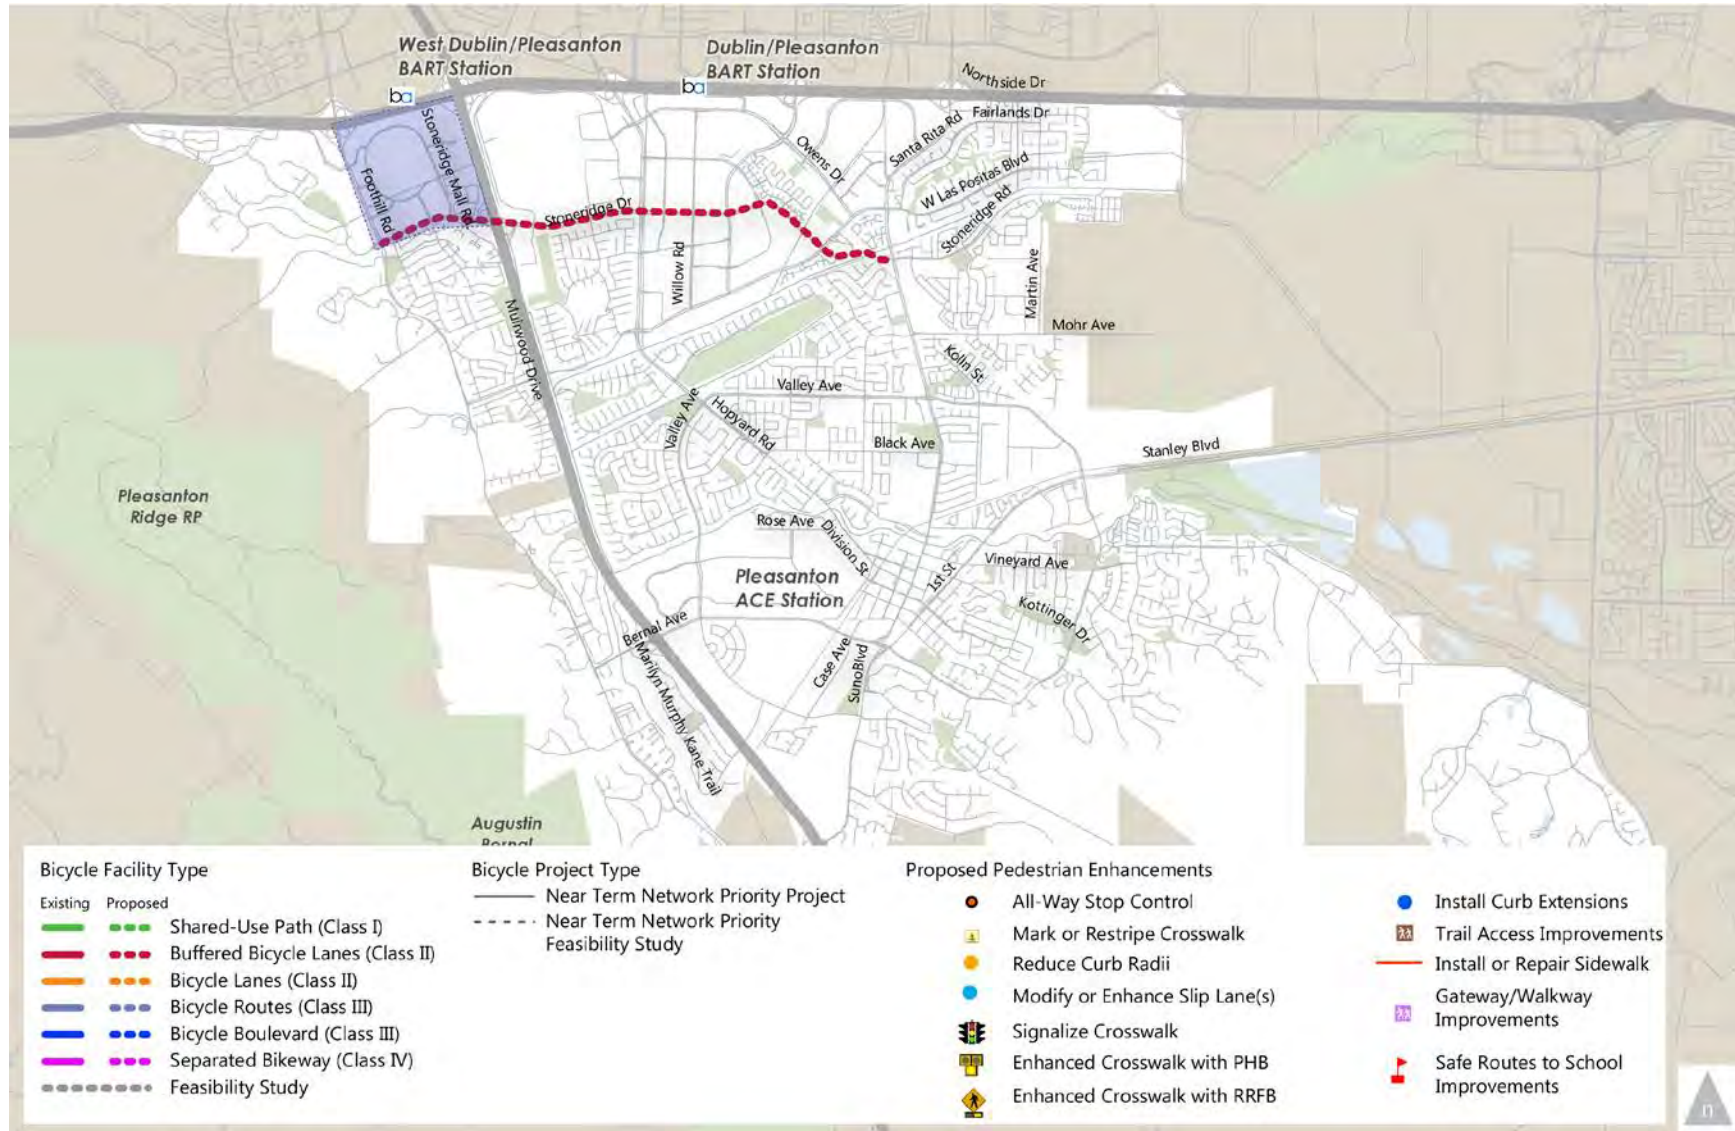 West Dublin/Pleasanton
BART Station
Dublin/Pleasanton
BART Station
ba
ba
Northside Dr
Fairlands Dr
Santa Rita Rd
Owens Dr
W Las Positas Blvd
Stoneridge Rd
Stoneridge Mall Rd
Foothill Rd
Stoneridge Dr
Willow Rd
Martin Ave
Mohr Ave
Muirwood Drive
Kolln St
Valley Ave
Valley Ave
Hopyard Rd
Black Ave
Stanley Blvd
Pleasanton
Ridge RP
Rose Ave
Division St
Vineyard Ave
1st St
Pleasanton
ACE Station
Kottinger Dr
Bernal Ave
Case Ave
SunoBlvd
Marilyn Murphy Kane Trail
Augustin
Bernal
Bicycle Facility Type
Existing Proposed
Shared-Use Path (Class I)
Buffered Bicycle Lanes (Class II)
Bicycle Lanes (Class II)
Bicycle Routes (Class III)
Bicycle Boulevard (Class III)
Separated Bikeway (Class IV)
Feasibility Study
Bicycle Project Type
Near Term Network Priority Project
Near Term Network Priority
Feasibility Study
Proposed Pedestrian Enhancements
All-Way Stop Control
Mark or Restripe Crosswalk
Reduce Curb Radii
Modify or Enhance Slip Lane(s)
Signalize Crosswalk
Enhanced Crosswalk with PHB
Enhanced Crosswalk with RRFB
Install Curb Extensions
Trail Access Improvements
Install or Repair Sidewalk
Gateway/Walkway
Improvements
Safe Routes to School
Improvements
n